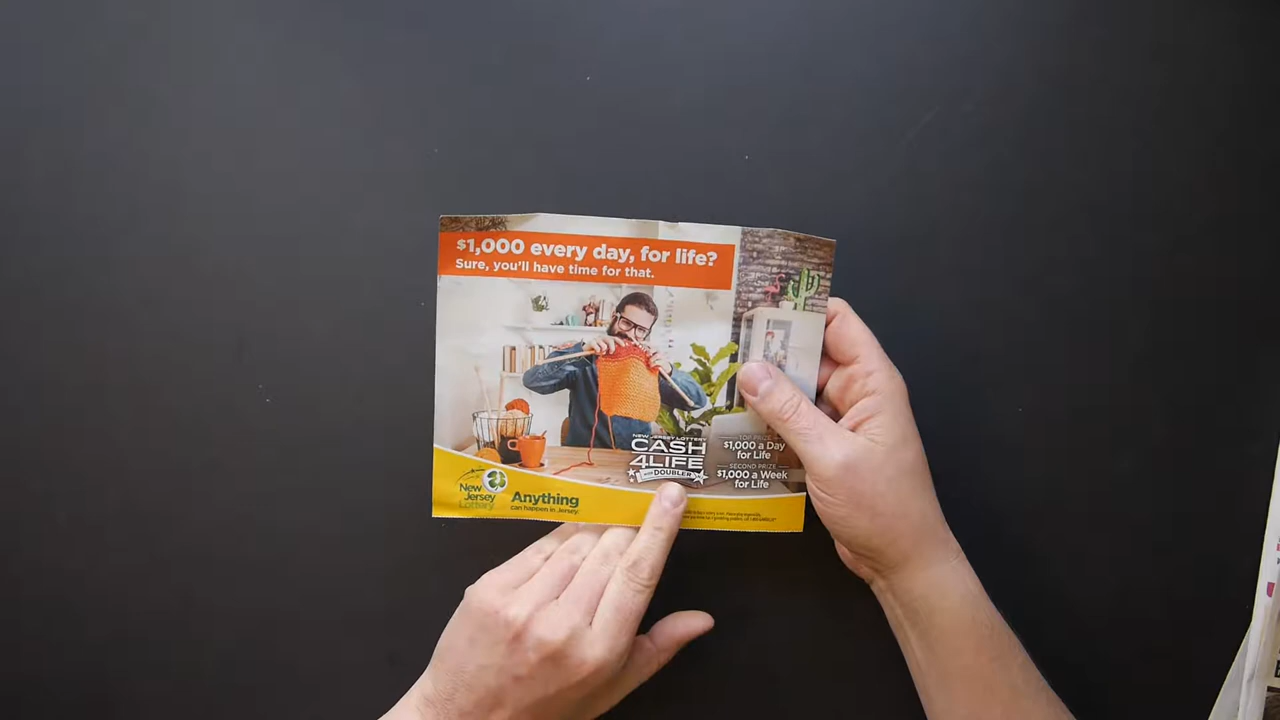 $1,000 every day, for life?
Sure, you'll have time for that.
NEW JERSEY LOTTERY
CASH
4LIFE
DOUBLER
TOP PRIZE
$1,000 a Day
for Life
SECOND PRIZE
$1,000 a Week
for Life
New
Jersey
Lottery
Anything
can happen in Jersey.